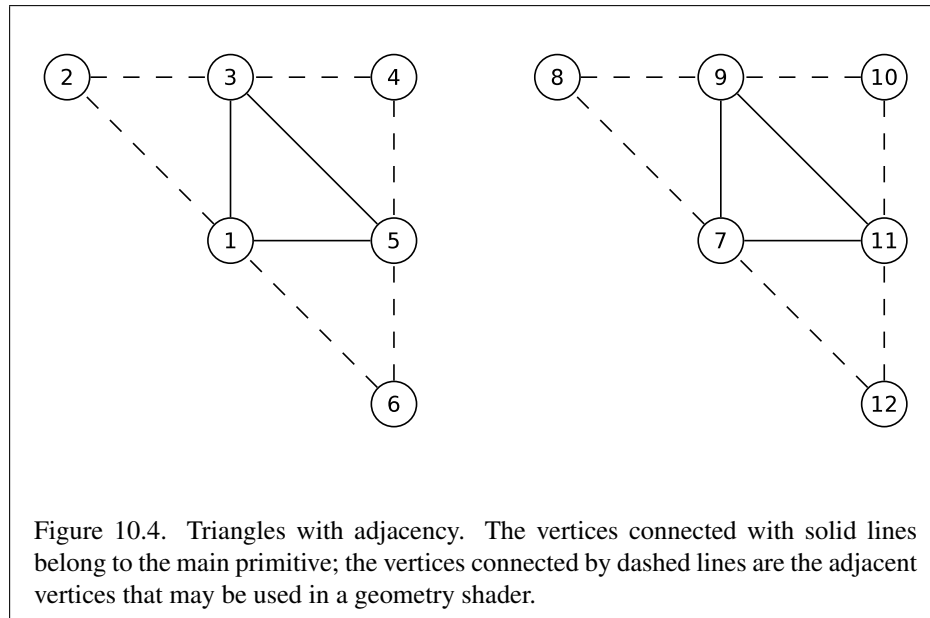 2 3 4 8 9 10
1 5 7 11
6 12
Figure 10.4. Triangles with adjacency. The vertices connected with solid lines
belong to the main primitive; the vertices connected by dashed lines are the adjacent
vertices that may be used in a geometry shader.